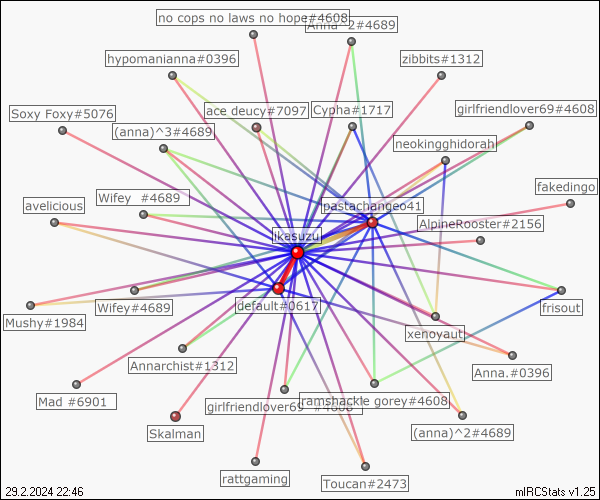 no cops no laws no hope#4608
Anna^2#4689
hypomanianna#0396
zibbits#1312
ace deucy#7097
Cypha#1717
girlfriendlover69#4608
Soxy Foxy#5076
(anna)^3#4689
neokingghidorah
fakedingo
Wifey_#4689
avelicious
pastachangeo41
AlpineRooster#2156
ikasuzu
default#0617
Wifey#4689
Mushy#1984
frisout
xenoyaut
Annarchist#1312
Anna.#0396
Mad_#6901
girlfriendlover69
#4608
ramshackle gorey#4608
Skalman
(anna)^2#4689
rattgaming
Toucan#2473
29.2.2024 22:46
mIRCStats v1.25